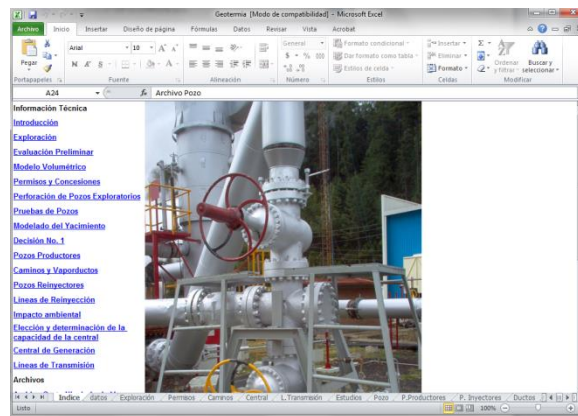 Geotermia [Modo de compatibilidad] - Microsoft Excel
Archivo Inicio Insertar Diseño de página Fórmulas Datos Revisar Vista Acrobat
Pegar
Arial 10
N K S
General
Formato condicional
Dar formato como tabla
Estilos de celda
Insertar
Eliminar
Formato
Ordenar y filtrar
Buscar y seleccionar
Portapapeles Fuente Alineación Número Estilos Celdas Modificar
A24 fx Archivo Pozo
Información Técnica
Introducción
Exploración
Evaluación Preliminar
Modelo Volumétrico
Permisos y Concesiones
Perforación de Pozos Exploratorios
Pruebas de Pozos
Modelado del Yacimiento
Decisión No. 1
Pozos Productores
Caminos y Vaporductos
Pozos Reinyectores
Líneas de Reinyección
Impacto ambiental
Elección y determinación de la
capacidad de la central
Central de Generación
Líneas de Transmisión
Archivos
Indice datos Exploración Permisos Caminos Central L.Transmisión Estudios Pozo P.Productores P. Inyectores Ductos
Listo 100%